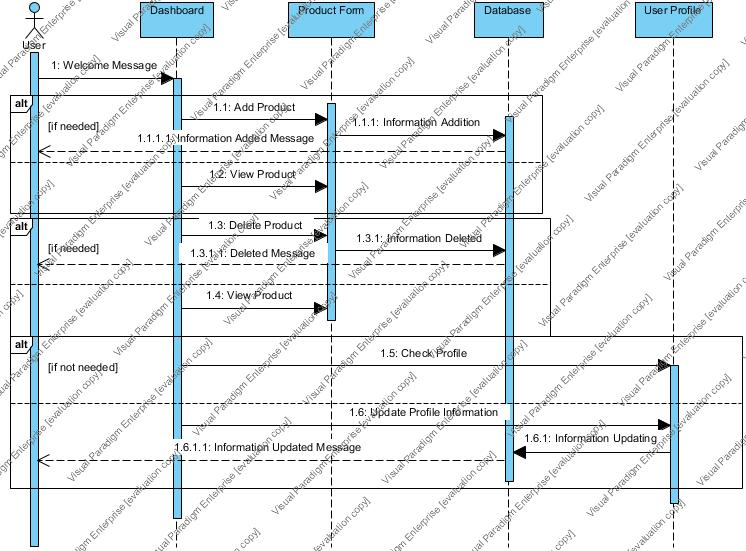 Dashboard
Product Form
Database
User Profile
User
1: Welcome Message
alt
1.1: Add Product
[if needed]
1.1.1: Information Addition
1.1.1.1: Information Added Message
1.2: View Product
alt
1.3: Delete Product
[if needed]
1.3.1: Information Deleted
1.3.1.1: Deleted Message
1.4: View Product
alt
1.5: Check Profile
[if not needed]
1.6: Update Profile Information
1.6.1: Information Updating
1.6.1.1: Information Updated Message
Visual Paradigm Enterprise [evaluation copy]